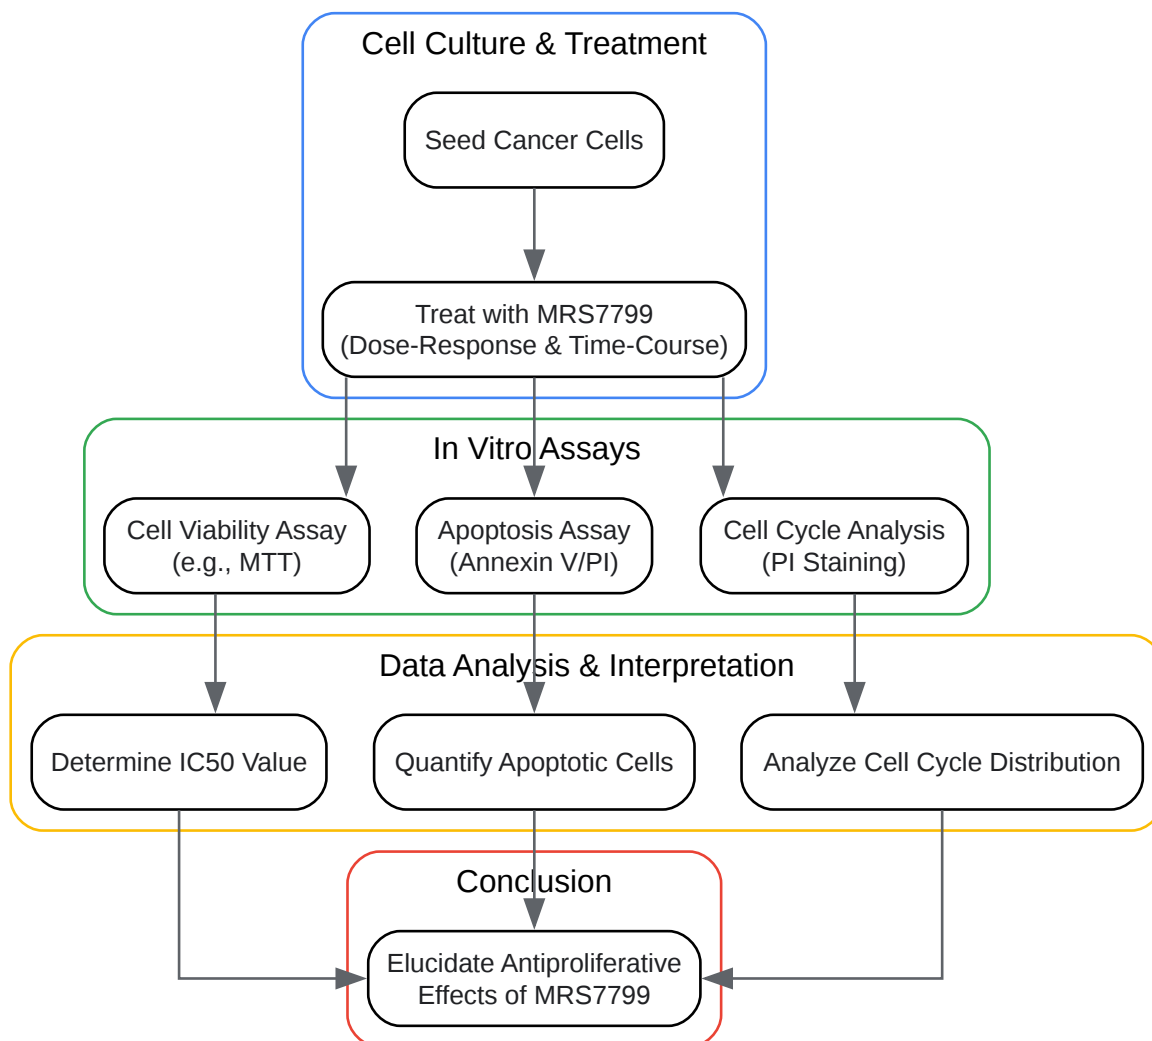 Cell Culture & Treatment
Seed Cancer Cells
Treat with MRS7799
(Dose-Response & Time-Course)
In Vitro Assays
Cell Viability Assay
(e.g., MTT)
Apoptosis Assay
(Annexin V/PI)
Cell Cycle Analysis
(PI Staining)
Data Analysis & Interpretation
Determine IC50 Value
Quantify Apoptotic Cells
Analyze Cell Cycle Distribution
Conclusion
Elucidate Antiproliferative
Effects of MRS7799